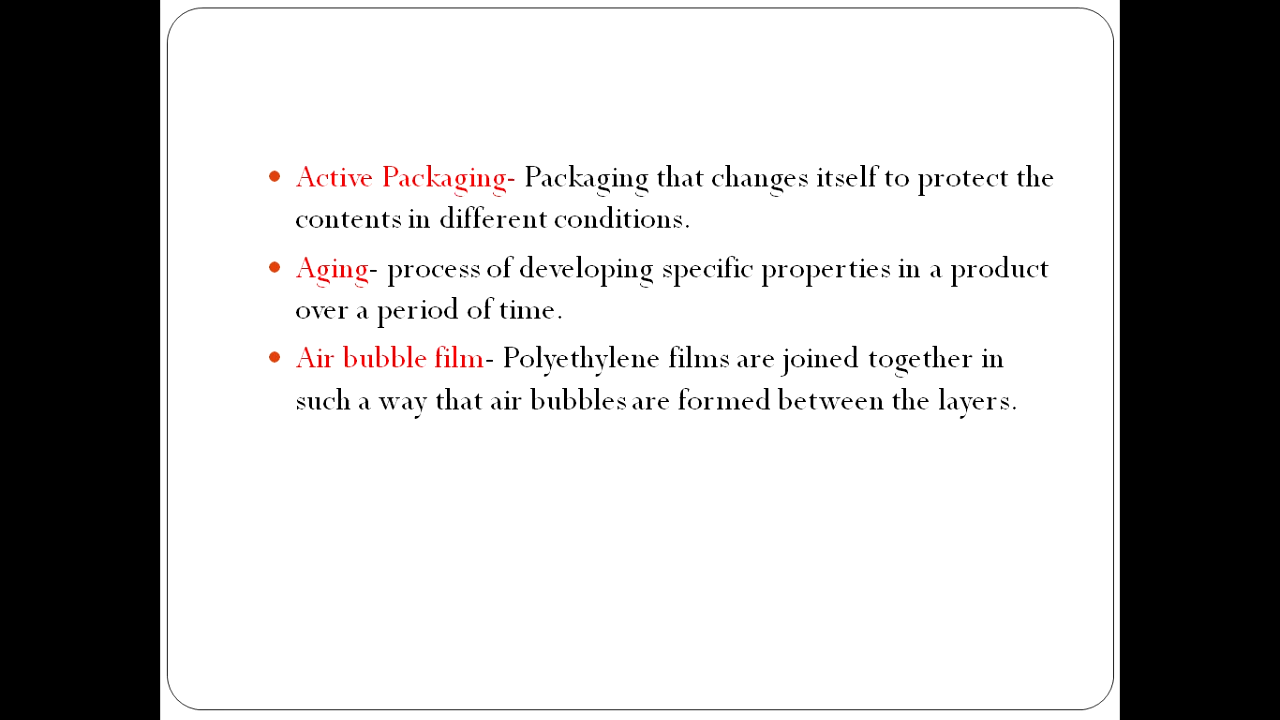 • Active Packaging- Packaging that changes itself to protect the
contents in different conditions.
• Aging- process of developing specific properties in a product
over a period of time.
• Air bubble film- Polyethylene films are joined together in
such a way that air bubbles are formed between the layers.